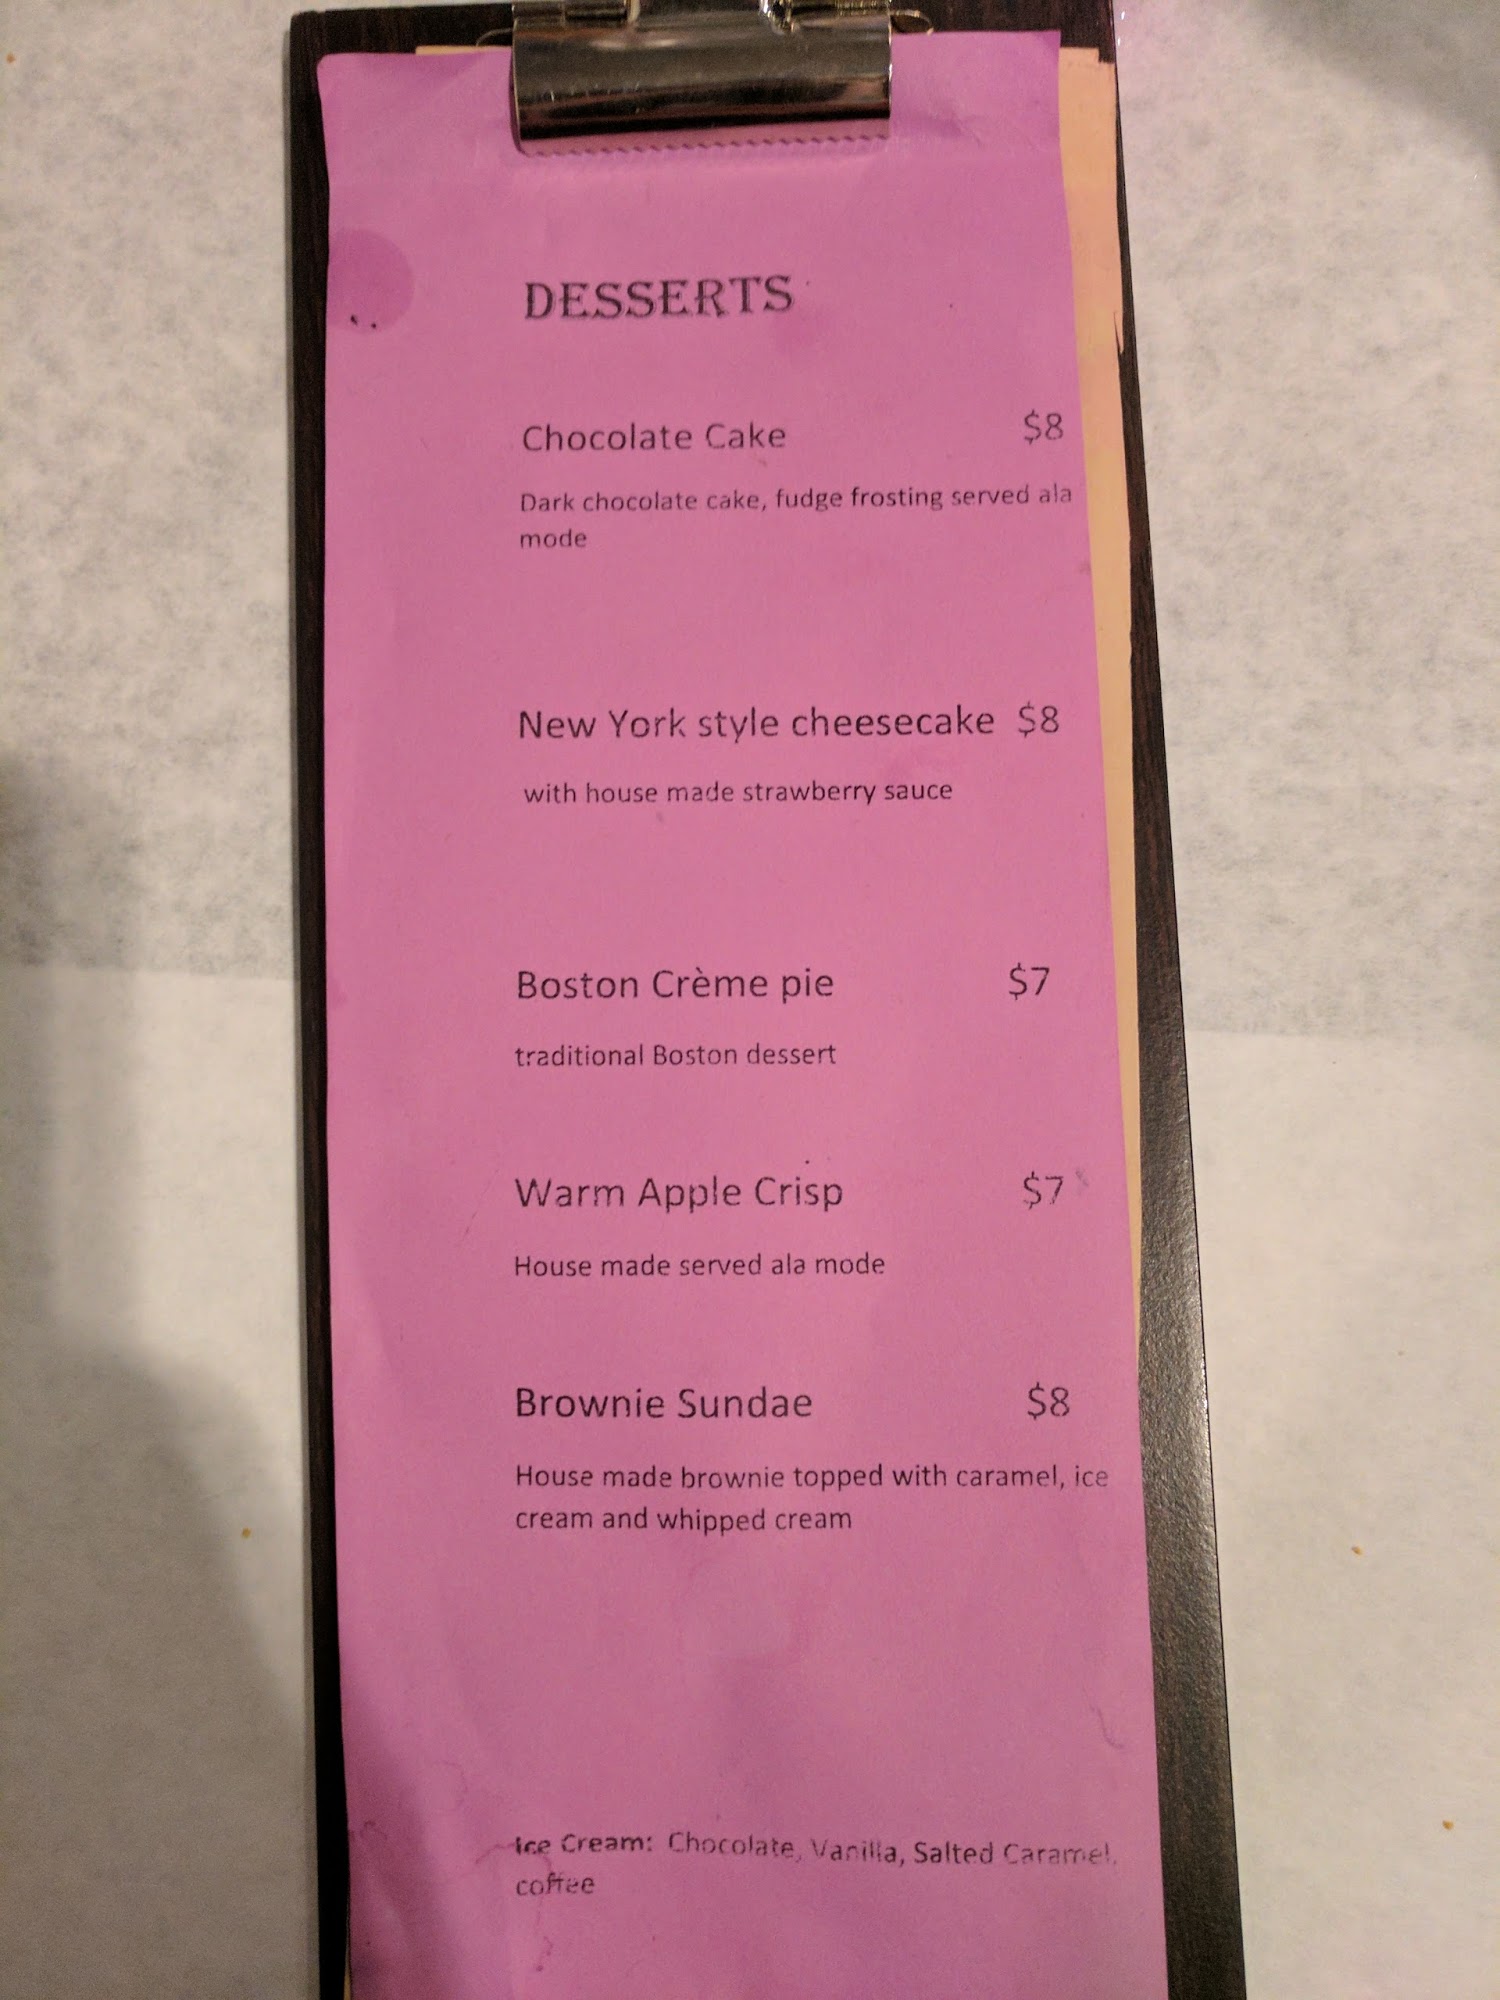 DESSERTS
Chocolate Cake $8
Dark chocolate cake, fudge frosting served ala
mode
New York style cheesecake $8
with house made strawberry sauce
Boston Crème pie $7
traditional Boston dessert
Warm Apple Crisp $7
House made served ala mode
Brownie Sundae $8
House made brownie topped with caramel, ice
cream and whipped cream
Ice Cream: Chocolate, Vanilla, Salted Caramel,
coffee